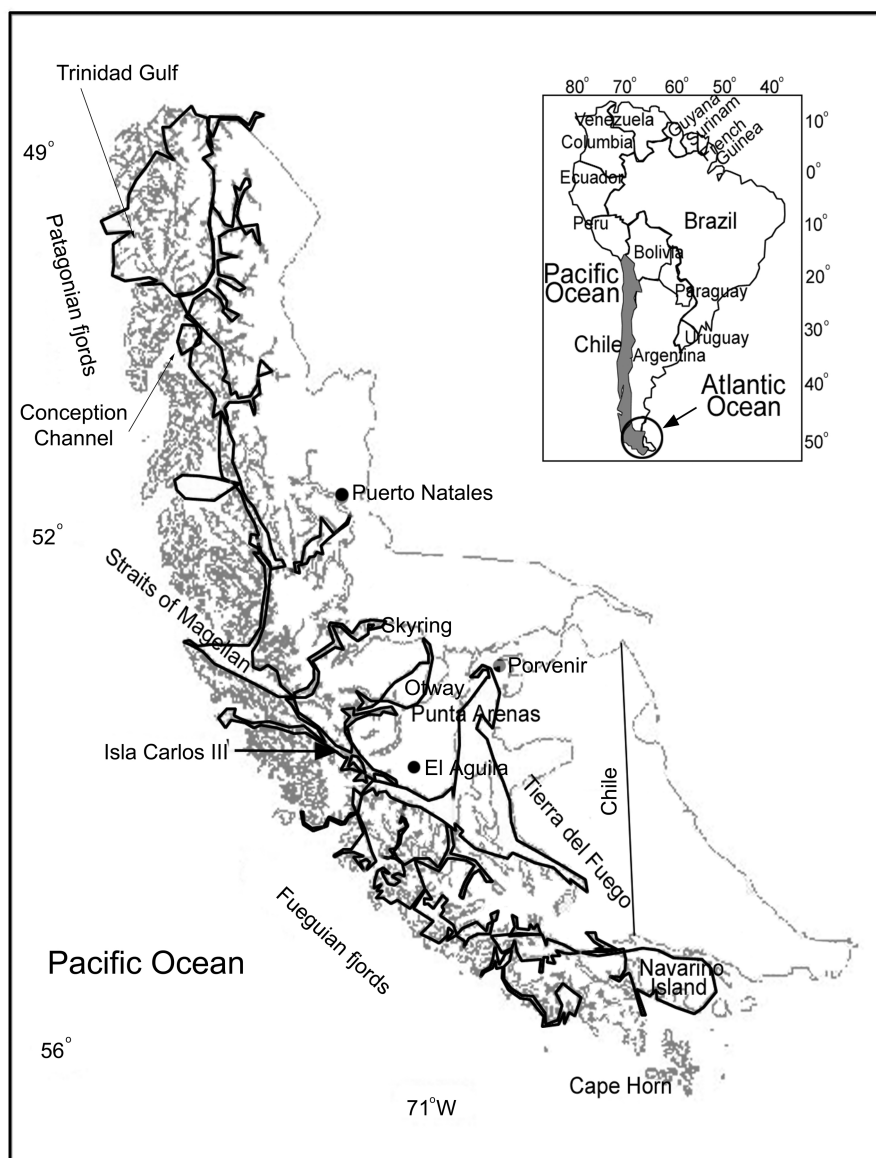 Trinidad Gulf
49°
Patagonian fjords
Conception
Channel
Puerto Natales
52°
Straits of Magellan
Skyring
Otway
Porvenir
Punta Arenas
Isla Carlos III
El Aguila
Chile
Tierra del Fuego
Fueguian fjords
Pacific Ocean
Navarino
Island
56°
Cape Horn
71°W
80° 70° 60° 50° 40°
10°
0°
10°
20°
30°
40°
50°
Venezuela
Guyana
Surinam
French
Guinea
Columbia
Ecuador
Peru
Brazil
Bolivia
Pacific
Ocean
Paraguay
Chile
Uruguay
Argentina
Atlantic
Ocean